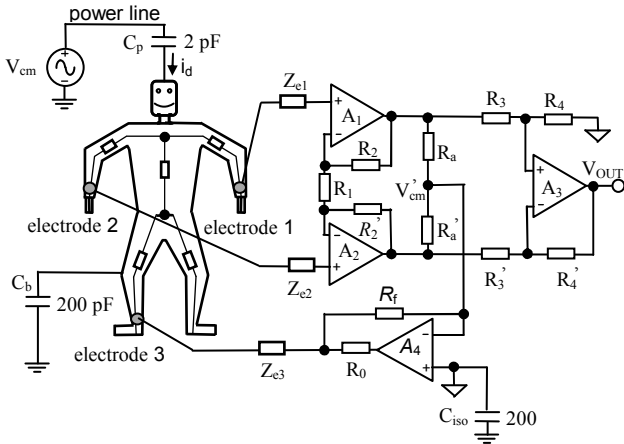 power line
C_p
2 pF
V_cm
i_d
Z_e1
+
A_1
−
R_3
R_4
R_2
R_a
R_1
V_cm'
V_OUT
+
A_3
−
electrode 2
electrode 1
R_2'
−
A_2
+
R_a'
R_3'
R_4'
Z_e2
C_b
200 pF
R_f
−
A_4
+
electrode 3
Z_e3
R_0
C_iso
200